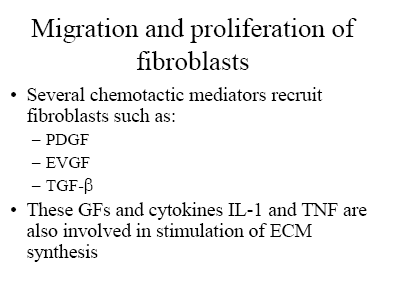 Migration and proliferation of
fibroblasts
• Several chemotactic mediators recruit
fibroblasts such as:
– PDGF
– EVGF
– TGF-β
• These GFs and cytokines IL-1 and TNF are
also involved in stimulation of ECM
synthesis